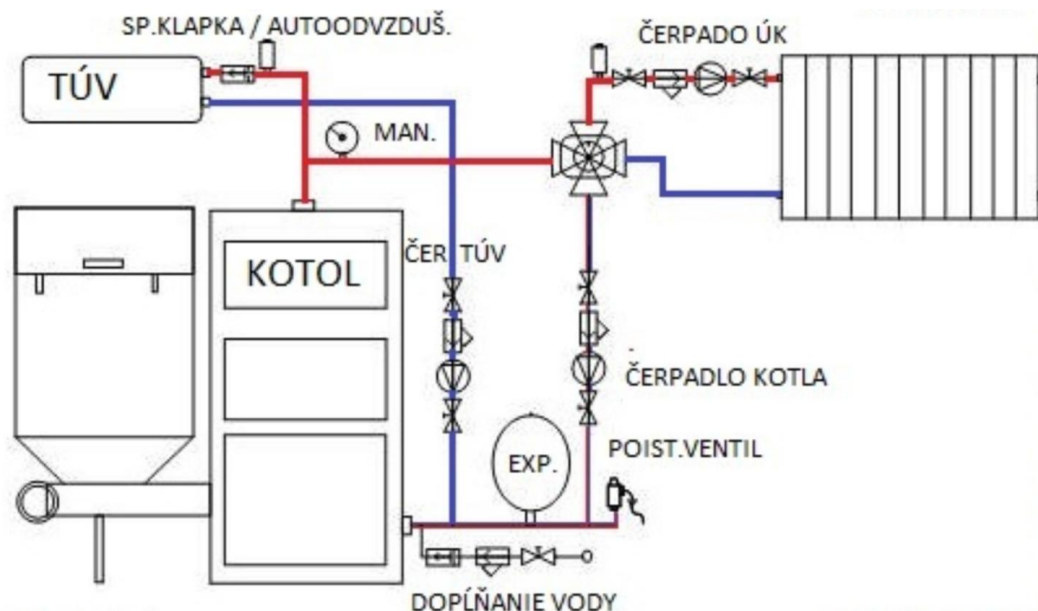 SP.KLAPKA / AUTOODVZDUŠ.
ČERPADO ÚK
TÚV
MAN.
KOTOL
ČER. TÚV
ČERPADLO KOTLA
EXP.
POIST.VENTIL
DOPĹŇANIE VODY